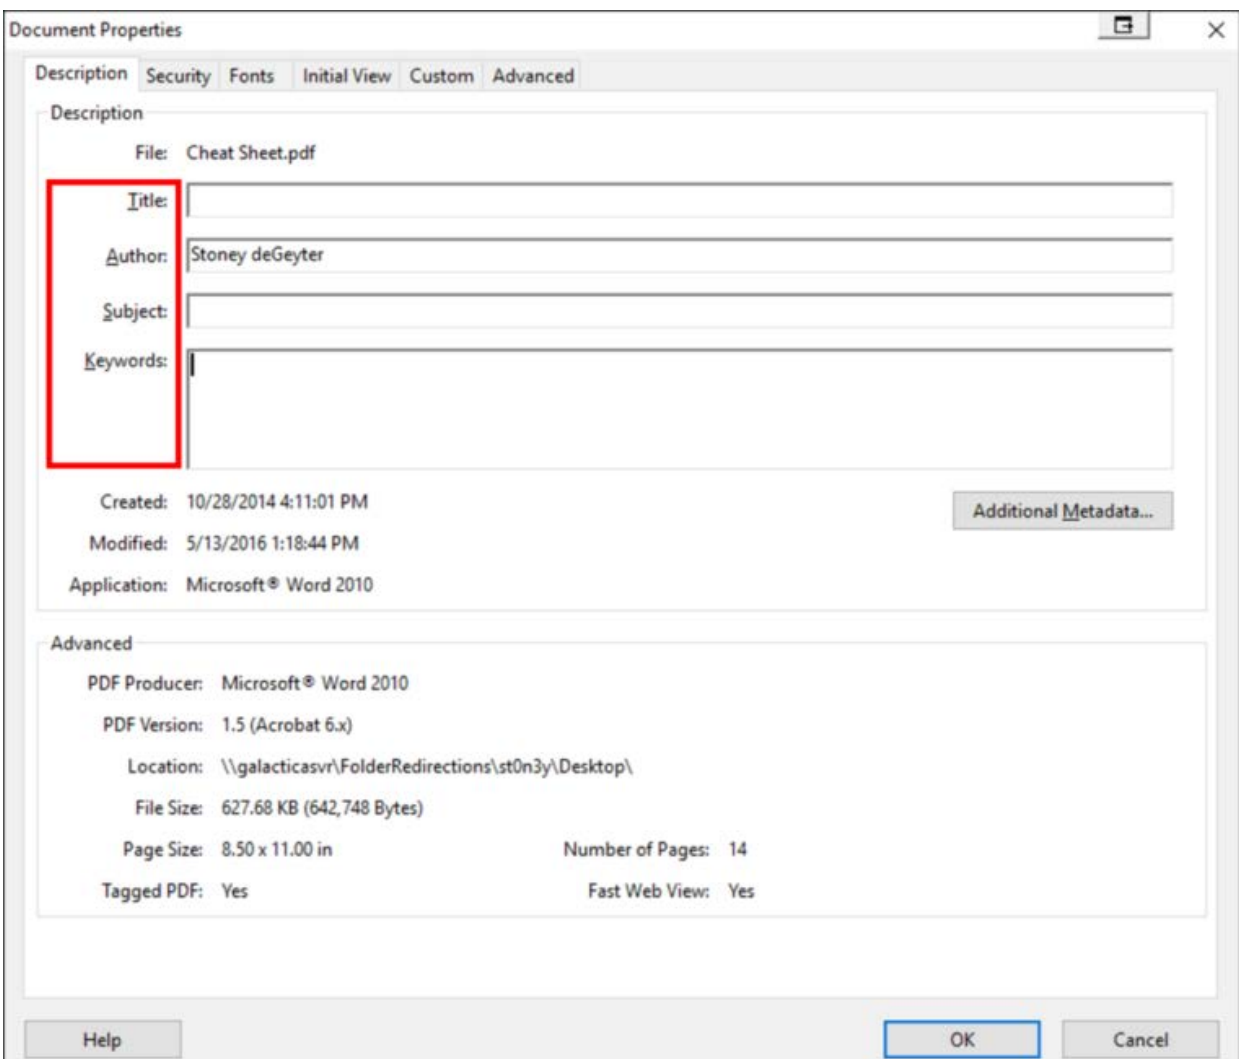 Document Properties
Description Security Fonts Initial View Custom Advanced
Description
File: Cheat Sheet.pdf
Title:
Author: Stoney deGeyter
Subject:
Keywords:
Created: 10/28/2014 4:11:01 PM
Additional Metadata...
Modified: 5/13/2016 1:18:44 PM
Application: Microsoft® Word 2010
Advanced
PDF Producer: Microsoft® Word 2010
PDF Version: 1.5 (Acrobat 6.x)
Location: \\galacticasvr\FolderRedirections\st0n3y\Desktop\
File Size: 627.68 KB (642,748 Bytes)
Page Size: 8.50 x 11.00 in Number of Pages: 14
Tagged PDF: Yes Fast Web View: Yes
Help OK Cancel